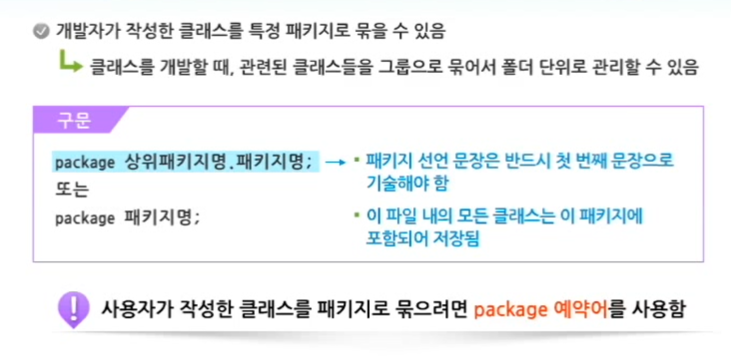 개발자가 작성한 클래스를 특정 패키지로 묶을 수 있음
클래스를 개발할 때, 관련된 클래스들을 그룹으로 묶어서 폴더 단위로 관리할 수 있음
구문
package 상위패키지명.패키지명;
또는
package 패키지명;
▪ 패키지 선언 문장은 반드시 첫 번째 문장으로
기술해야 함
▪ 이 파일 내의 모든 클래스는 이 패키지에
포함되어 저장됨
사용자가 작성한 클래스를 패키지로 묶으려면 package 예약어를 사용함